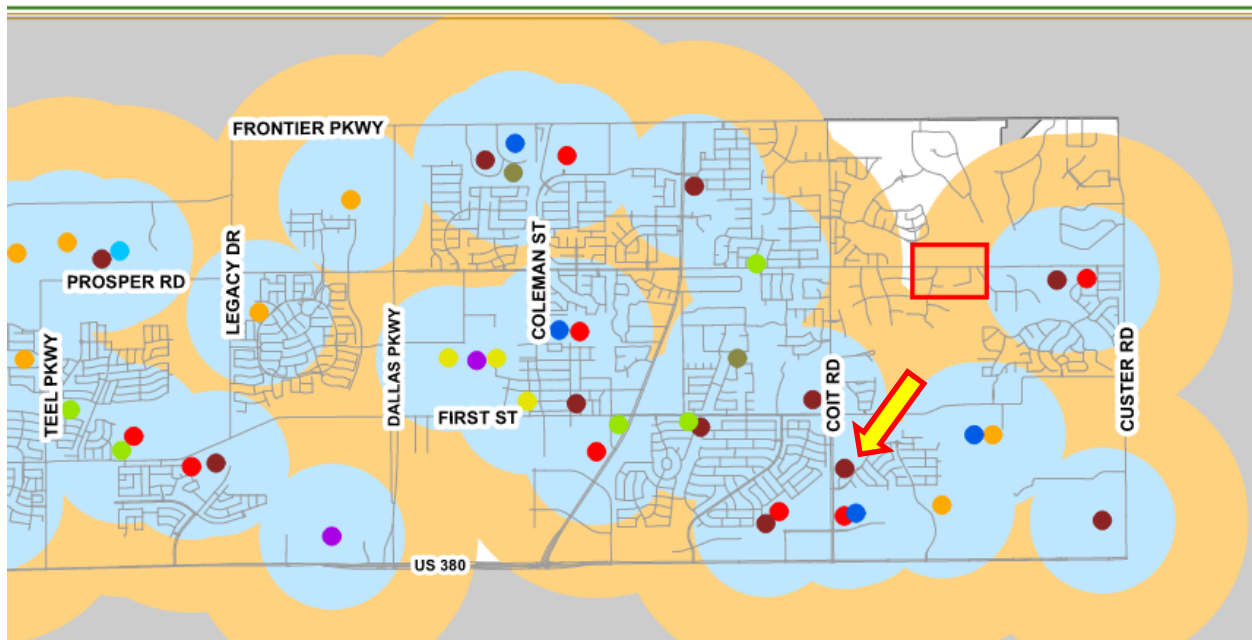 FRONTIER PKWY
COLEMAN ST
LEGACY DR
PROSPER RD
DALLAS PKWY
TEEL PKWY
FIRST ST
COIT RD
CUSTER RD
US 380